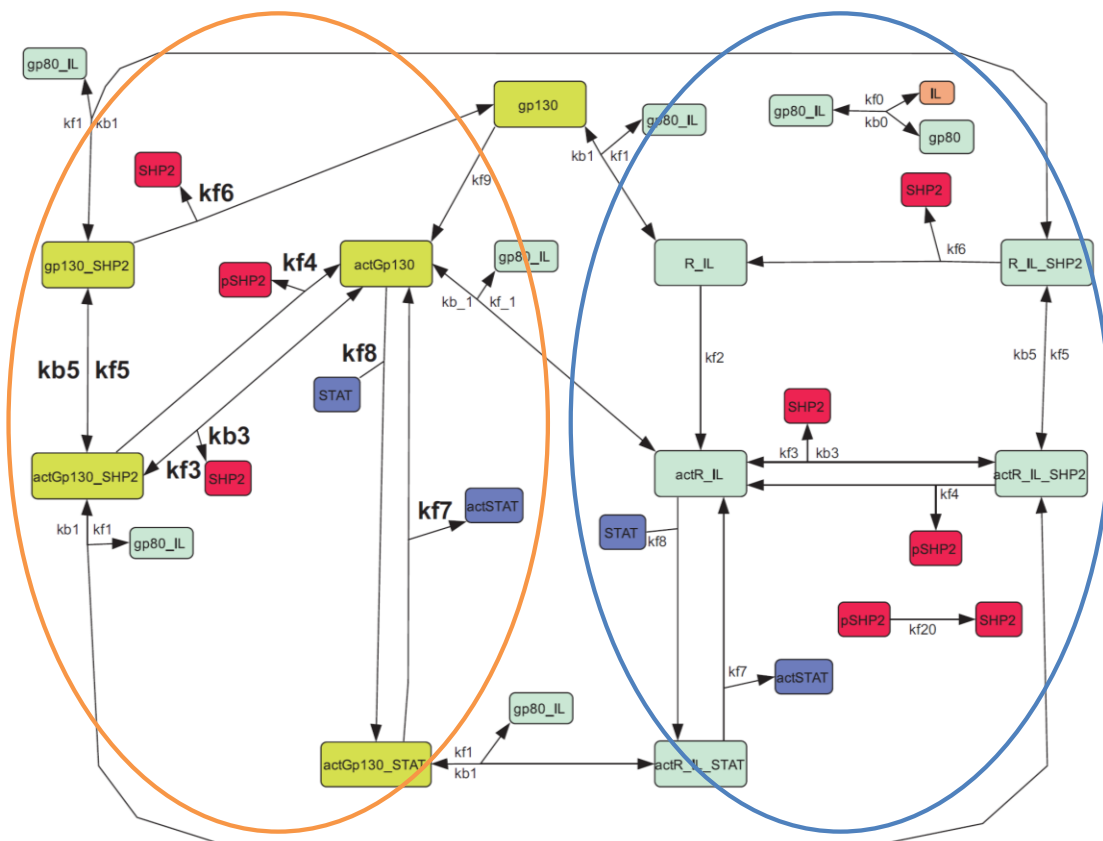 gp80_IL
kf1 kb1
gp130
gp80_IL
kb1 kf1
kf0
IL
gp80_IL
kb0
gp80
SHP2
kf6
kf9
SHP2
gp130_SHP2
actGp130
gp80_IL
R_IL
kf6
R_IL_SHP2
pSHP2
kf4
kb_1 kf_1
kb5 kf5
kf8
STAT
kf2
kb5 kf5
SHP2
kb3
kf3
SHP2
kf3 kb3
actGp130_SHP2
actR_IL
actR_IL_SHP2
kf4
kf7
actSTAT
kb1 kf1
gp80_IL
STAT
kf8
pSHP2
pSHP2
kf20
SHP2
kf7
actSTAT
gp80_IL
kf1
kb1
actGp130_STAT
actR_IL_STAT